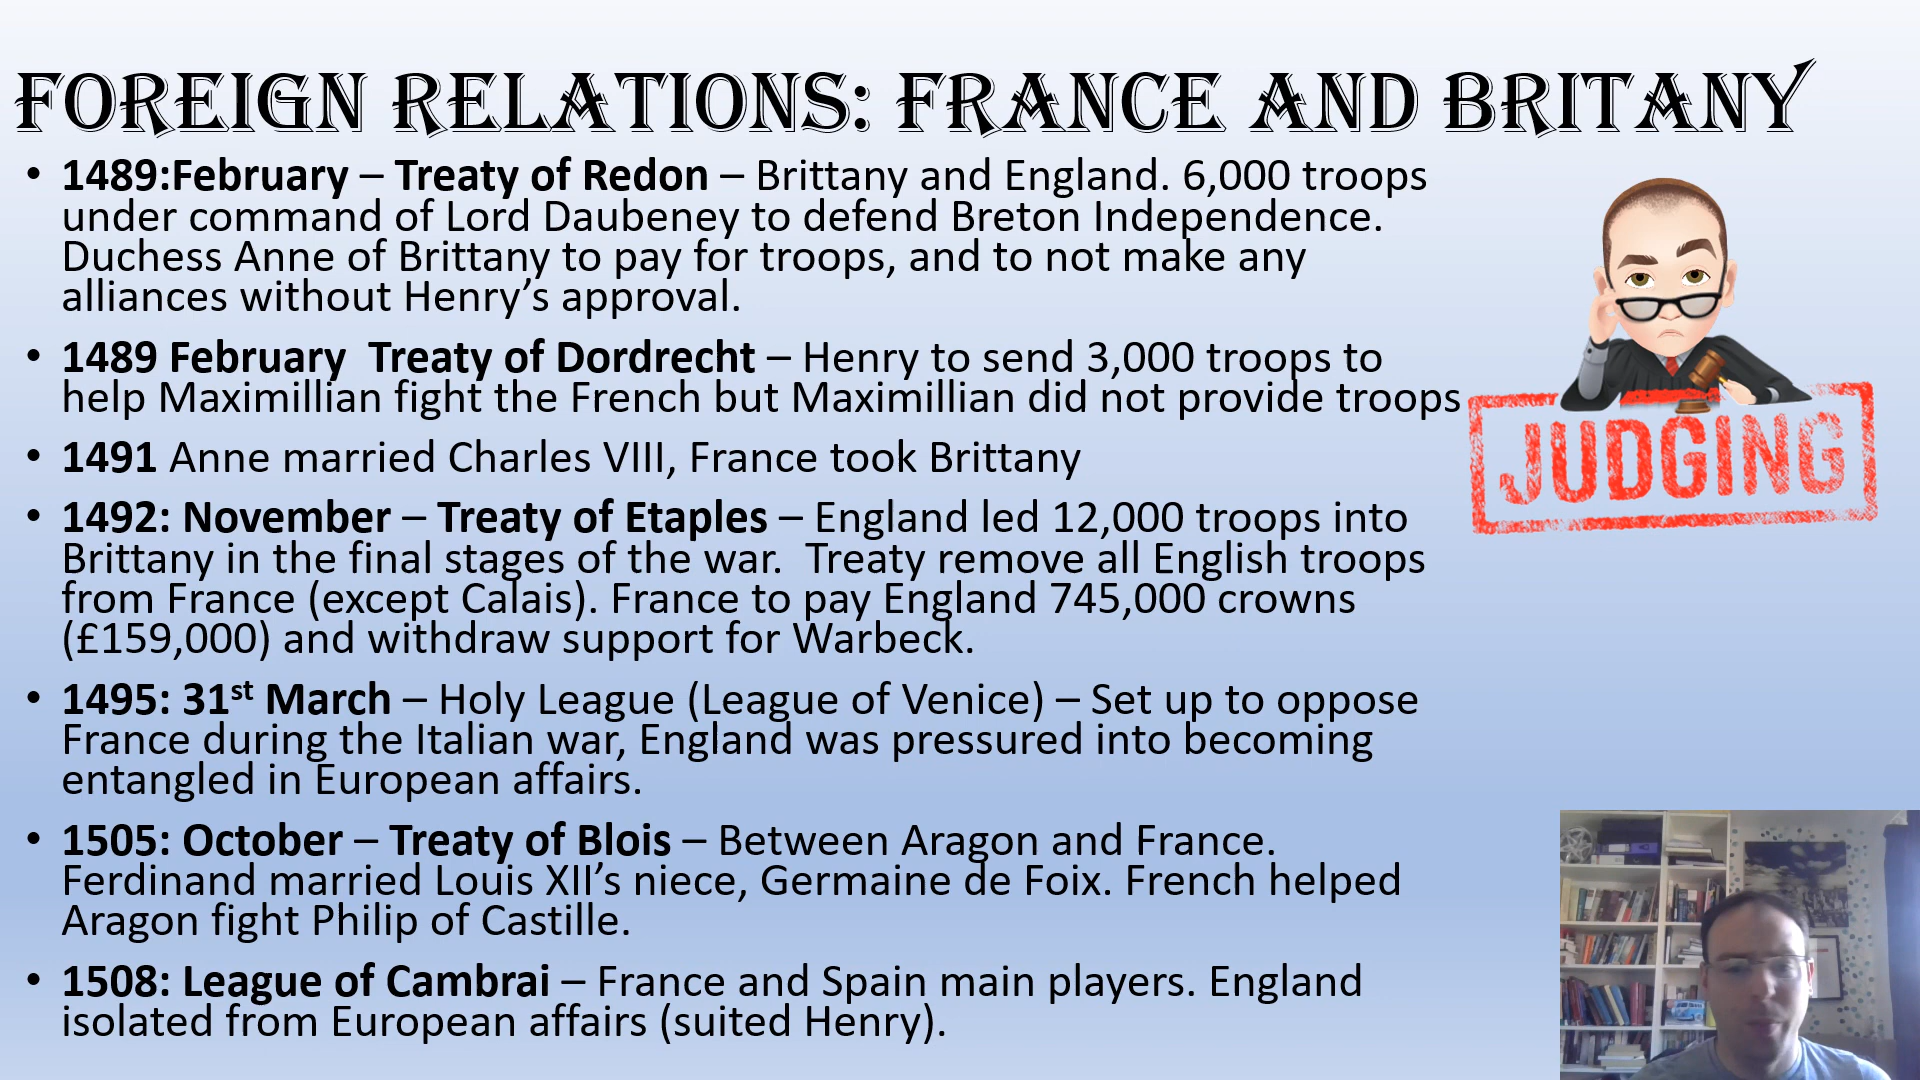 FOREIGN RELATIONS: FRANCE AND BRITANY
• 1489:February – Treaty of Redon – Brittany and England. 6,000 troops
under command of Lord Daubeney to defend Breton Independence.
Duchess Anne of Brittany to pay for troops, and to not make any
alliances without Henry’s approval.
• 1489 February  Treaty of Dordrecht – Henry to send 3,000 troops to
help Maximillian fight the French but Maximillian did not provide troops
• 1491 Anne married Charles VIII, France took Brittany
• 1492: November – Treaty of Etaples – England led 12,000 troops into
Brittany in the final stages of the war.  Treaty remove all English troops
from France (except Calais). France to pay England 745,000 crowns
(£159,000) and withdraw support for Warbeck.
• 1495: 31st March – Holy League (League of Venice) – Set up to oppose
France during the Italian war, England was pressured into becoming
entangled in European affairs.
• 1505: October – Treaty of Blois – Between Aragon and France.
Ferdinand married Louis XII’s niece, Germaine de Foix. French helped
Aragon fight Philip of Castille.
• 1508: League of Cambrai – France and Spain main players. England
isolated from European affairs (suited Henry).
JUDGING